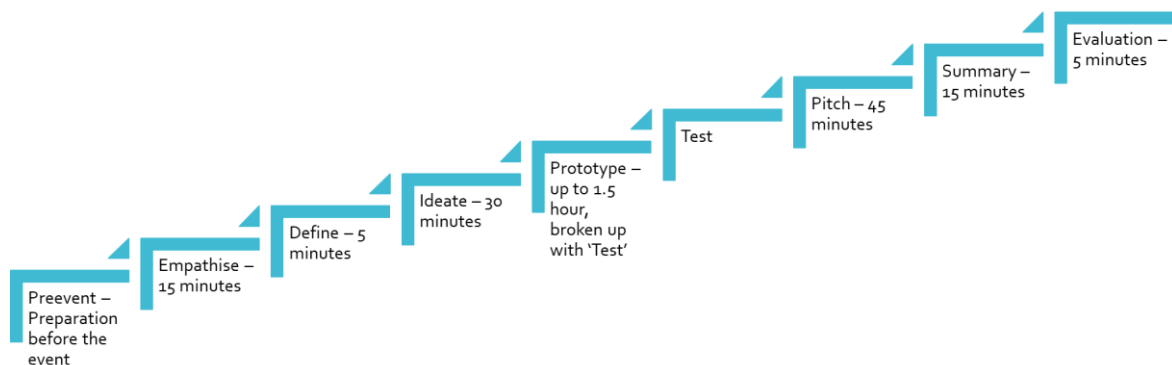 Preevent –
Preparation
before the
event
Empathise –
15 minutes
Define – 5
minutes
Ideate – 30
minutes
Prototype –
up to 1.5
hour,
broken up
with ‘Test’
Test
Pitch – 45
minutes
Summary –
15 minutes
Evaluation –
5 minutes